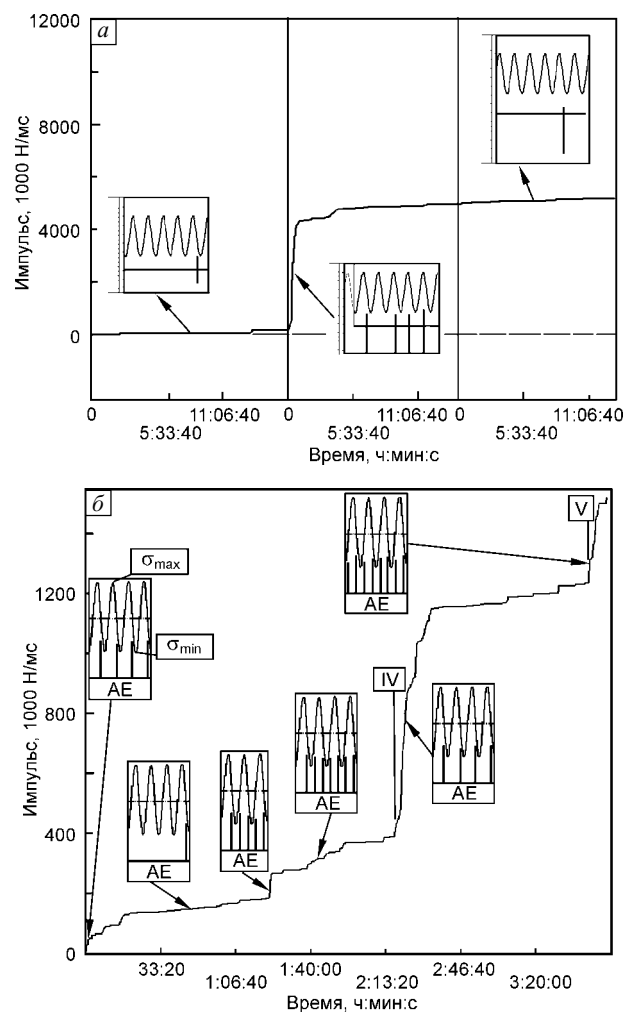 а
12000
8000
4000
0
Импульс, 1000 Н/мс
0 11:06:40 0 11:06:40 0 11:06:40
5:33:40 5:33:40 5:33:40
Время, ч:мин:с
б
V
σmax
1200
AE
σmin
IV
AE
800
AE
AE
400
AE
AE
0
Импульс, 1000 Н/мс
33:20 1:40:00 2:46:40
1:06:40 2:13:20 3:20:00
Время, ч:мин:с